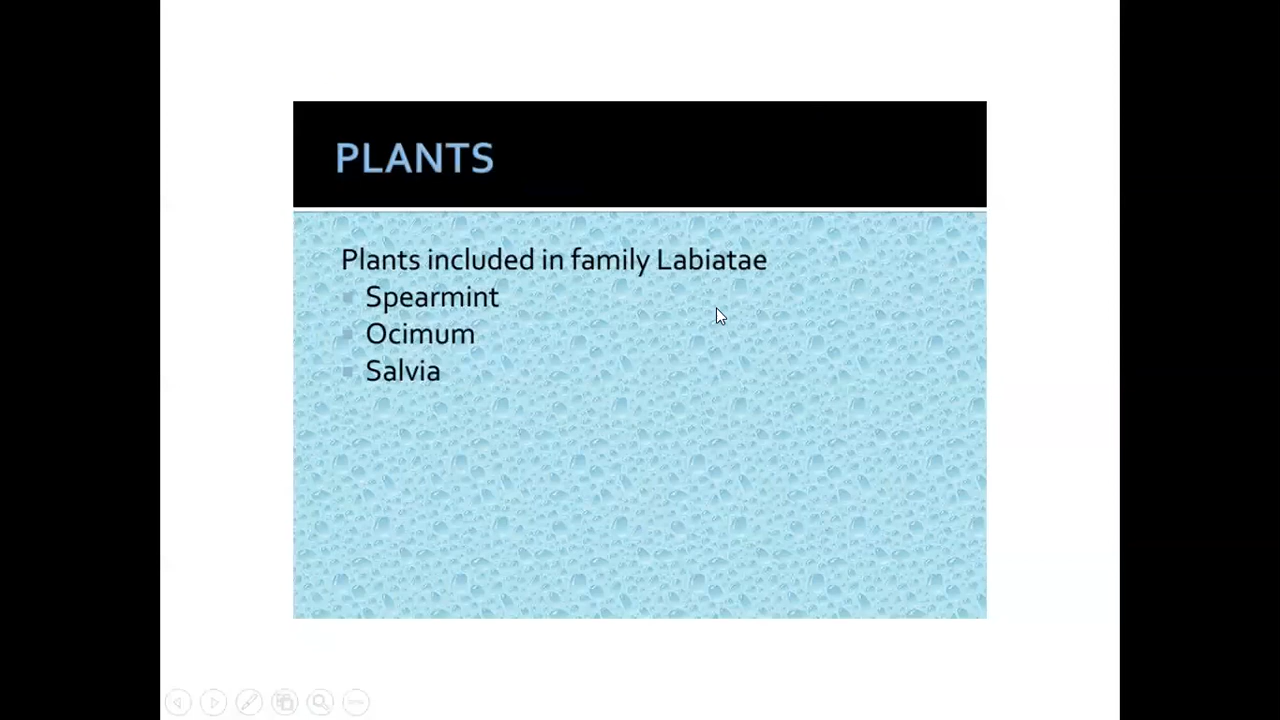 PLANTS
Plants included in family Labiatae
Spearmint
Ocimum
Salvia